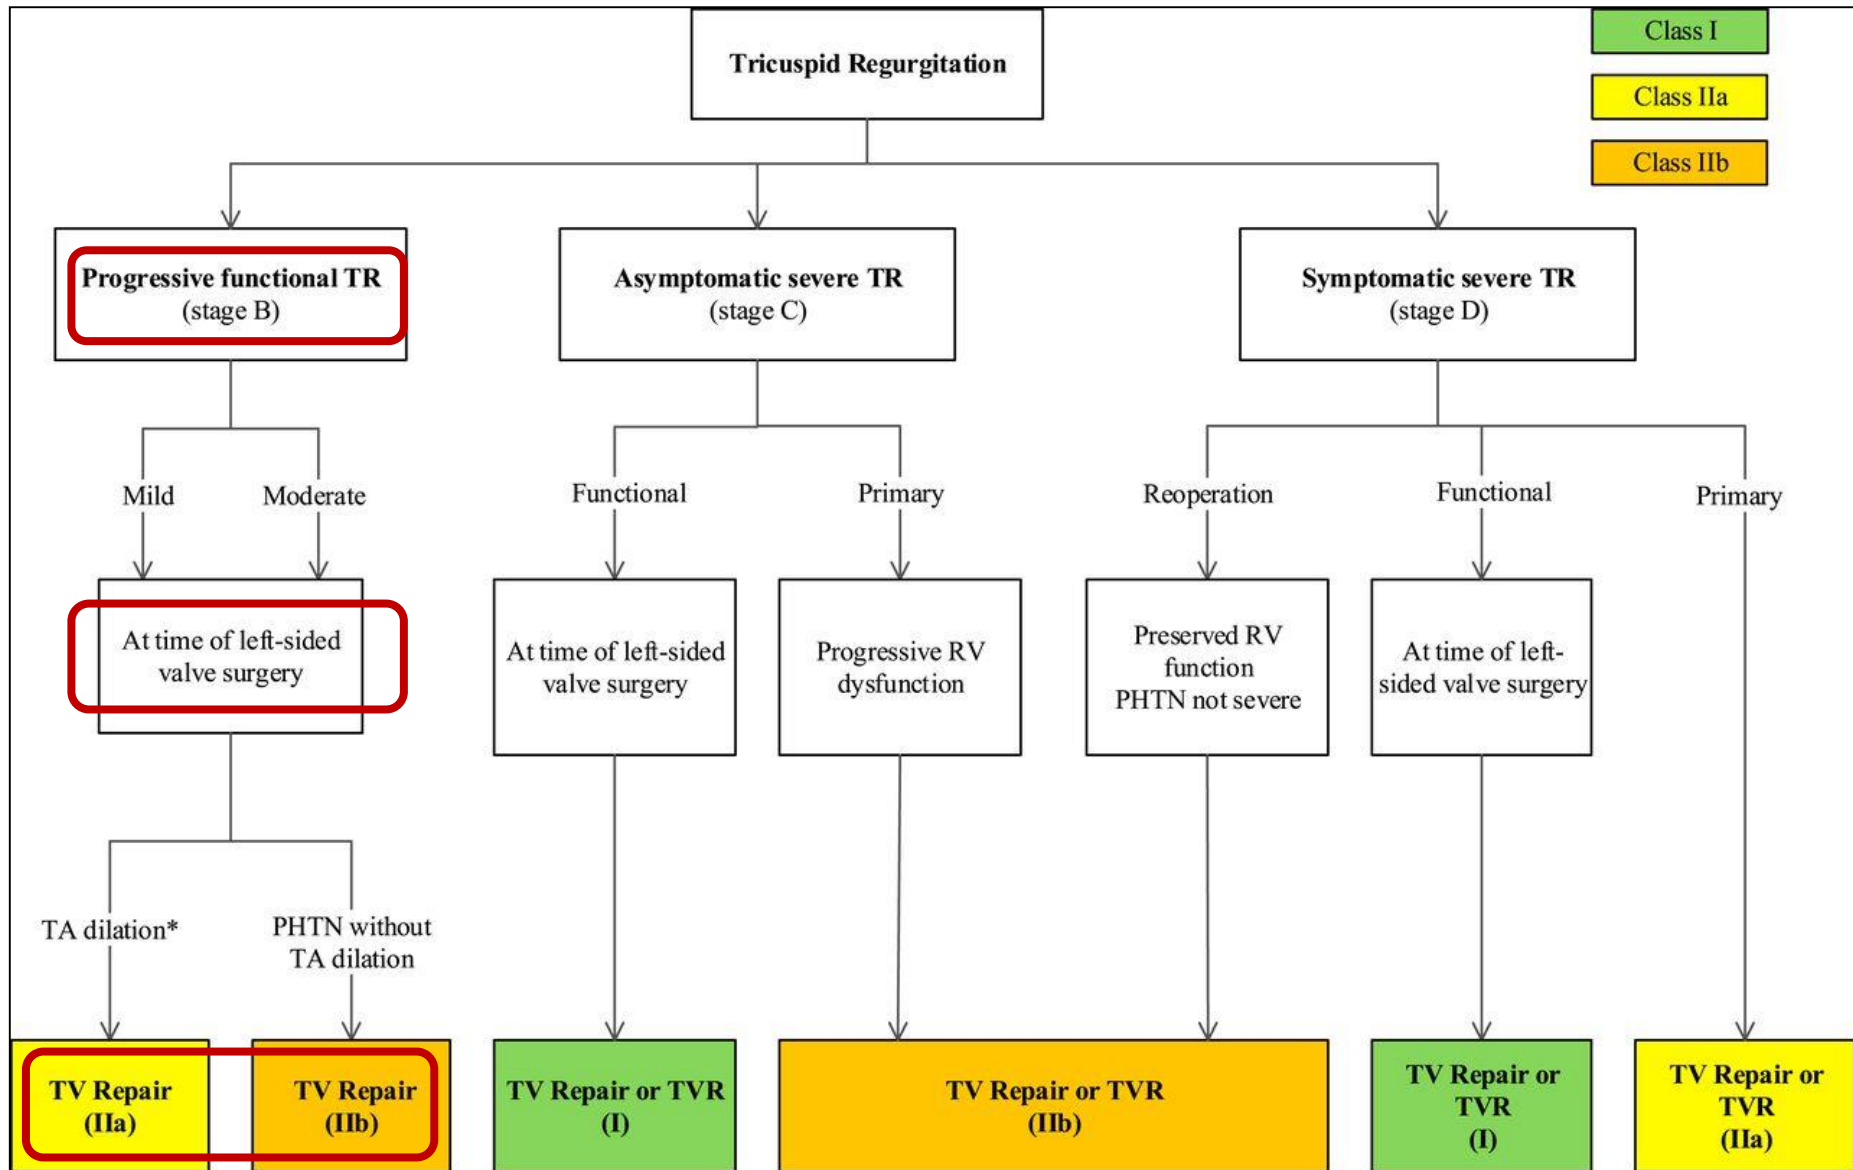 Tricuspid Regurgitation
Class I
Class IIa
Class IIb
Progressive functional TR
(stage B)
Asymptomatic severe TR
(stage C)
Symptomatic severe TR
(stage D)
Mild
Moderate
Functional
Primary
Reoperation
Functional
Primary
At time of left-sided
valve surgery
At time of left-sided
valve surgery
Progressive RV
dysfunction
Preserved RV
function
PHTN not severe
At time of left-
sided valve surgery
TA dilation*
PHTN without
TA dilation
TV Repair
(IIa)
TV Repair
(IIb)
TV Repair or TVR
(I)
TV Repair or TVR
(IIb)
TV Repair or
TVR
(I)
TV Repair or
TVR
(IIa)